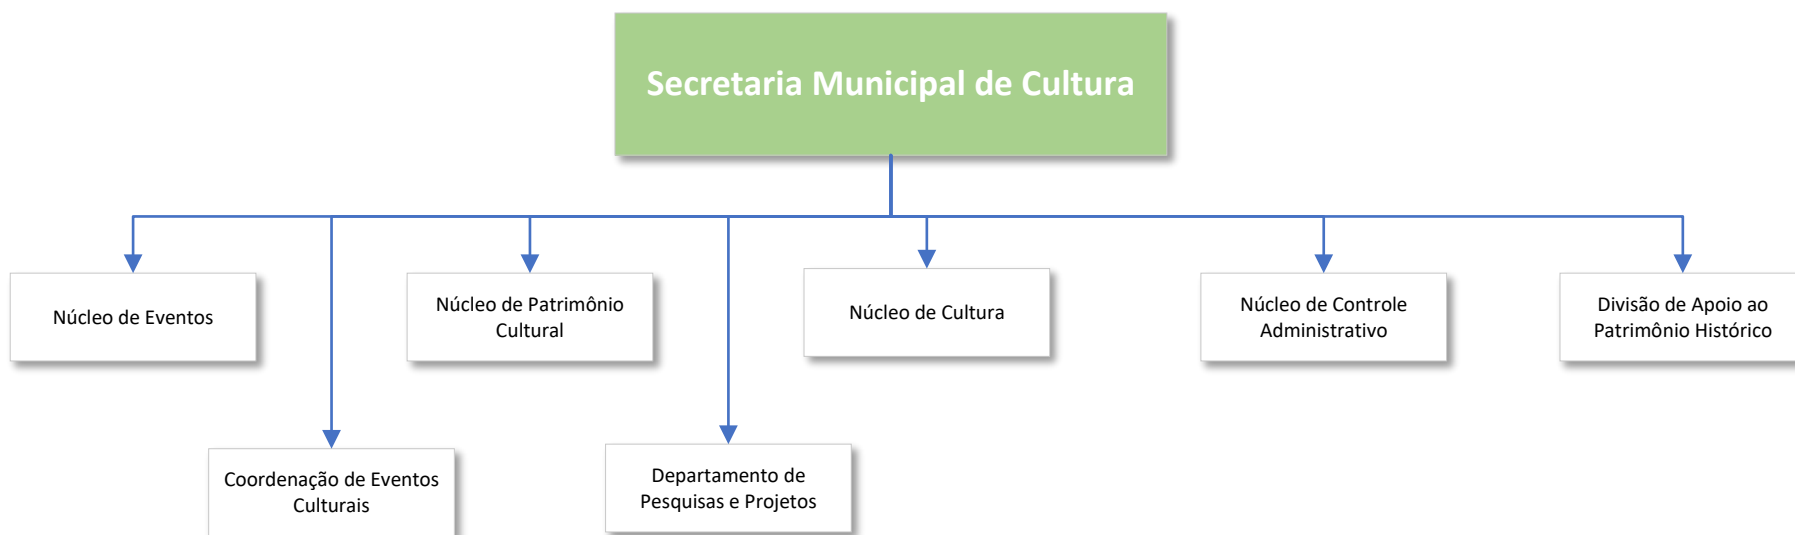 Secretaria Municipal de Cultura
Núcleo de Eventos
Núcleo de Patrimônio
Cultural
Núcleo de Cultura
Núcleo de Controle
Administrativo
Divisão de Apoio ao
Patrimônio Histórico
Coordenação de Eventos
Culturais
Departamento de
Pesquisas e Projetos